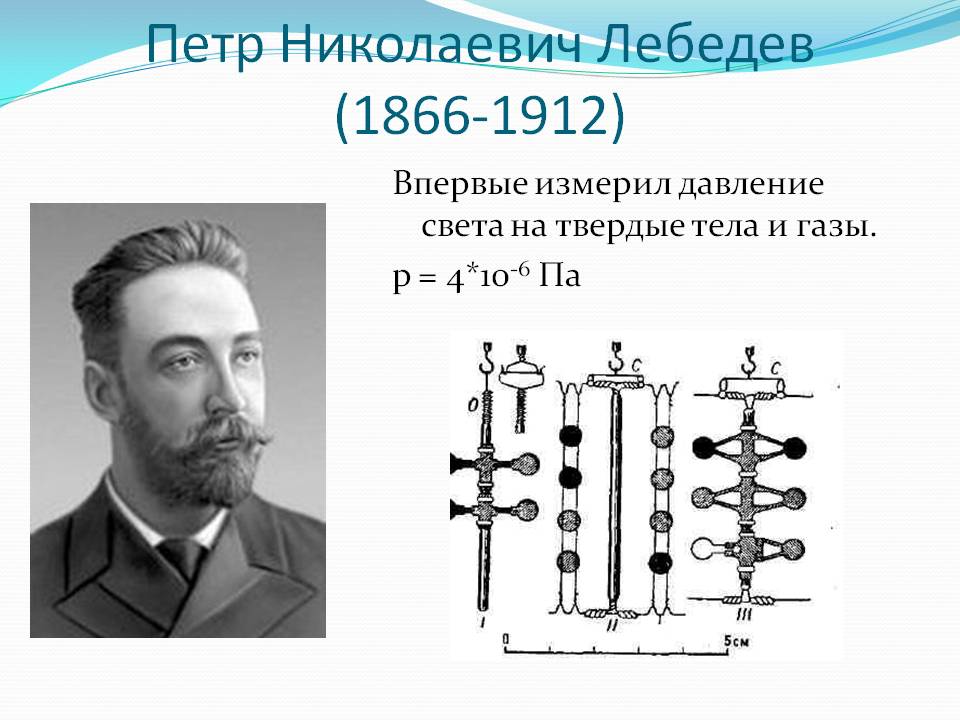 Петр Николаевич Лебедев
(1866-1912)
Впервые измерил давление
света на твердые тела и газы.
p = 4*10⁻⁶ Па
C
C
O
I
II
III
0
5см